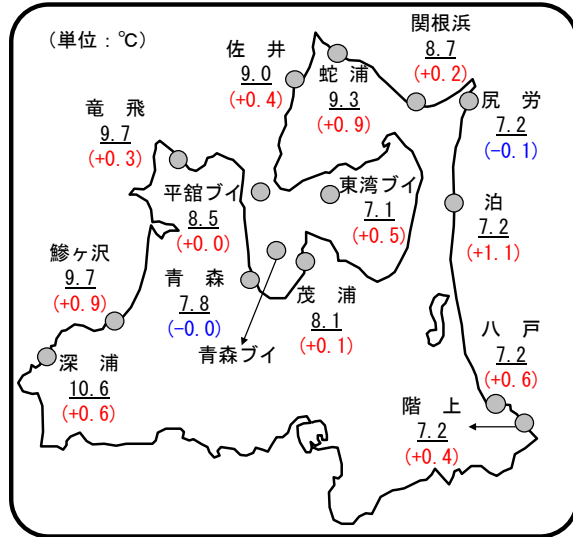 （単位：℃）
関根浜
8.7
(+0.2)
佐　井
9.0
(+0.4)
蛇　浦
9.3
(+0.9)
尻　労
7.2
(−0.1)
竜　飛
9.7
(+0.3)
平舘ブイ
8.5
(+0.0)
東湾ブイ
7.1
(+0.5)
泊
7.2
(+1.1)
鰺ヶ沢
9.7
(+0.9)
青　森
7.8
(−0.0)
茂　浦
8.1
(+0.1)
青森ブイ
八　戸
7.2
(+0.6)
深　浦
10.6
(+0.6)
階　上
7.2
(+0.4)